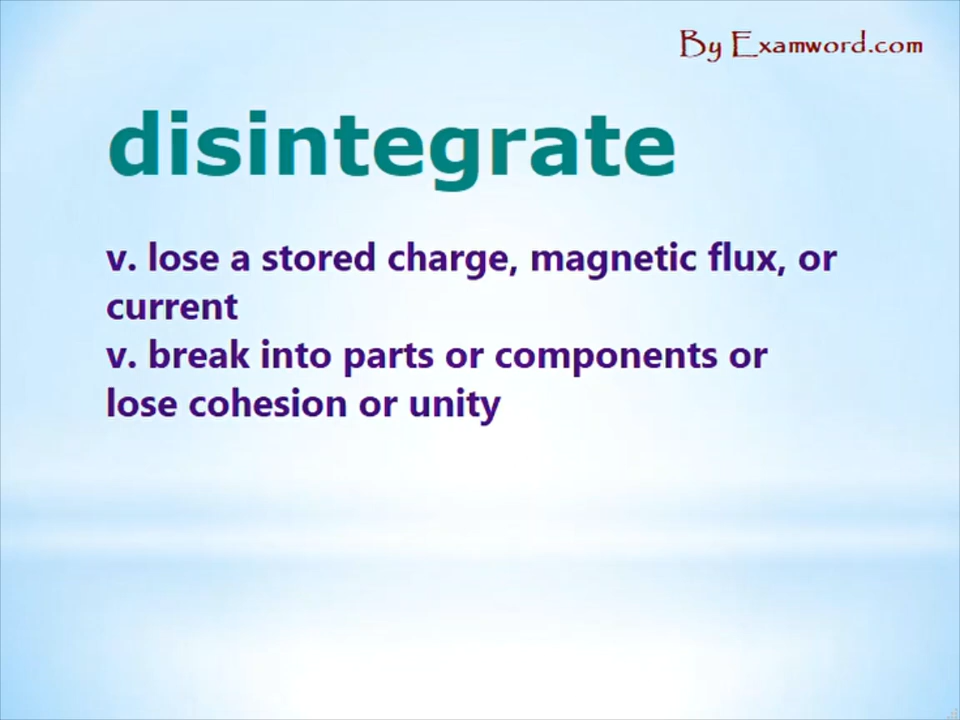 By Examword.com
disintegrate
v. lose a stored charge, magnetic flux, or
current
v. break into parts or components or
lose cohesion or unity